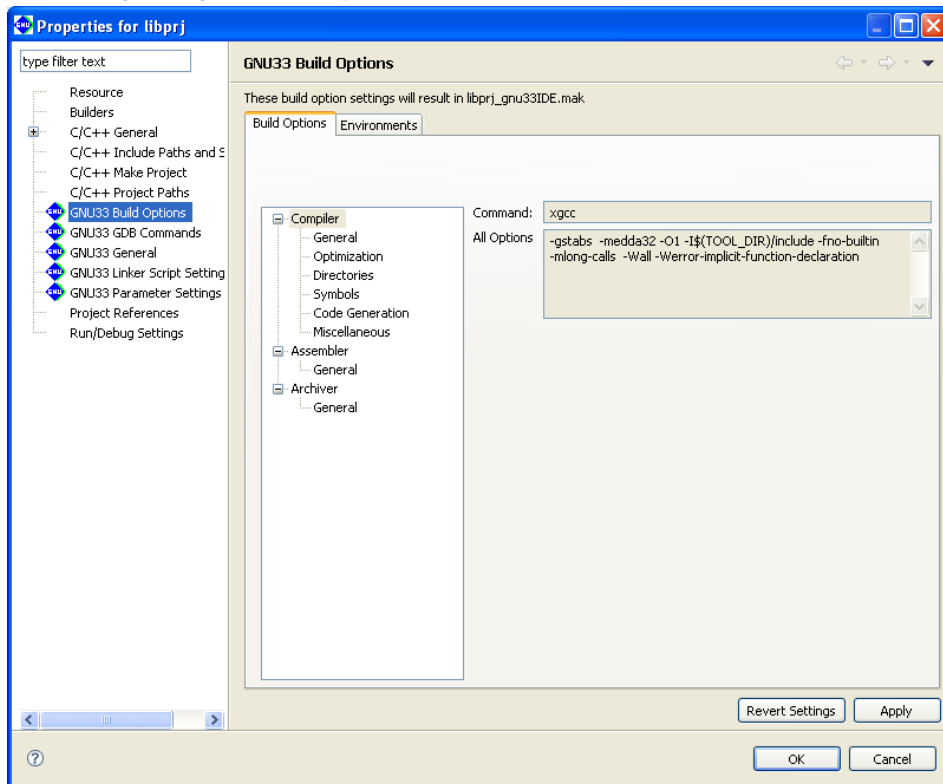 Properties for libprj
type filter text
Resource
Builders
C/C++ General
C/C++ Include Paths and S
C/C++ Make Project
C/C++ Project Paths
GNU33 Build Options
GNU33 GDB Commands
GNU33 General
GNU33 Linker Script Setting
GNU33 Parameter Settings
Project References
Run/Debug Settings
GNU33 Build Options
These build option settings will result in libprj_gnu33IDE.mak
Build Options
Environments
Compiler
General
Optimization
Directories
Symbols
Code Generation
Miscellaneous
Assembler
General
Archiver
General
Command:
xgcc
All Options
-gstabs -medda32 -O1 -I$(TOOL_DIR)/include -fno-builtin
-mlong-calls -Wall -Werror-implicit-function-declaration
Revert Settings
Apply
OK
Cancel